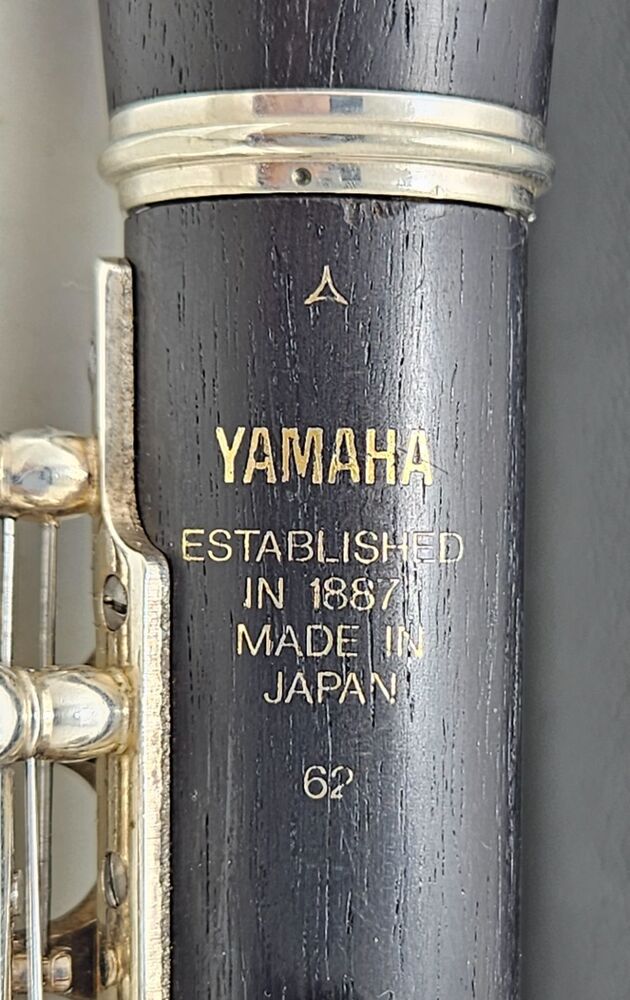 YAMAHA
ESTABLISHED
IN 1887
MADE IN
JAPAN
62